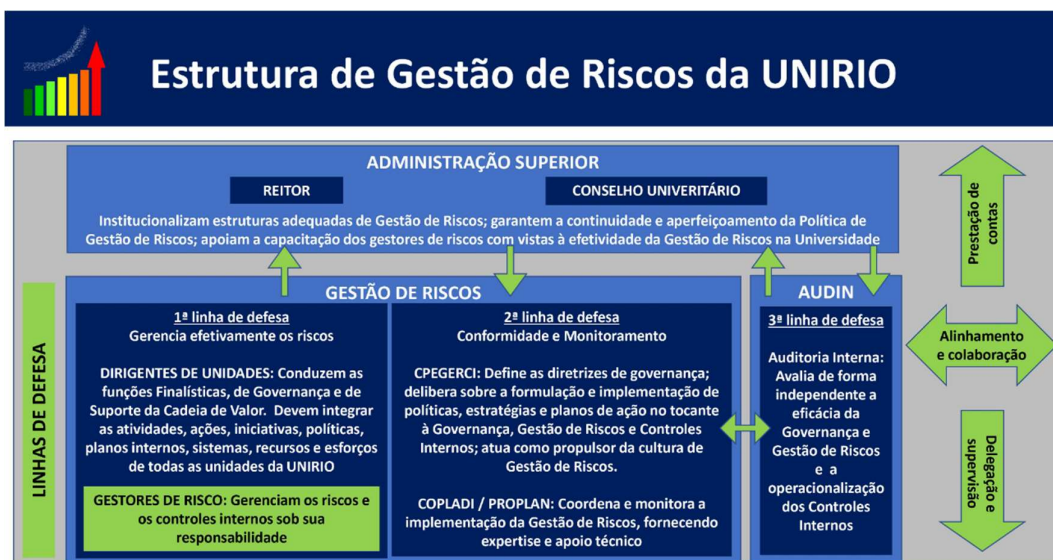 Estrutura de Gestão de Riscos da UNIRIO
ADMINISTRAÇÃO SUPERIOR
REITOR
CONSELHO UNIVERITÁRIO
Institucionalizam estruturas adequadas de Gestão de Riscos; garantem a continuidade e aperfeiçoamento da Política de
Gestão de Riscos; apoiam a capacitação dos gestores de riscos com vistas à efetividade da Gestão de Riscos na Universidade
LINHAS DE DEFESA
GESTÃO DE RISCOS
1ª linha de defesa
Gerencia efetivamente os riscos
DIRIGENTES DE UNIDADES: Conduzem as
funções Finalísticas, de Governança e de
Suporte da Cadeia de Valor. Devem integrar
as atividades, ações, iniciativas, políticas,
planos internos, sistemas, recursos e esforços
de todas as unidades da UNIRIO
GESTORES DE RISCO: Gerenciam os riscos e
os controles internos sob sua
responsabilidade
2ª linha de defesa
Conformidade e Monitoramento
CPEGERCI: Define as diretrizes de governança;
delibera sobre a formulação e implementação de
políticas, estratégias e planos de ação no tocante
à Governança, Gestão de Riscos e Controles
Internos; atua como propulsor da cultura de
Gestão de Riscos.
COPLADI / PROPLAN: Coordena e monitora a
implementação da Gestão de Riscos, fornecendo
expertise e apoio técnico
AUDIN
3ª linha de defesa
Auditoria Interna:
Avalia de forma
independente a
eficácia da
Governança e
Gestão de Riscos
e a
operacionalização
dos Controles
Internos
Prestação de
contas
Alinhamento
e colaboração
Delegação e
supervisão